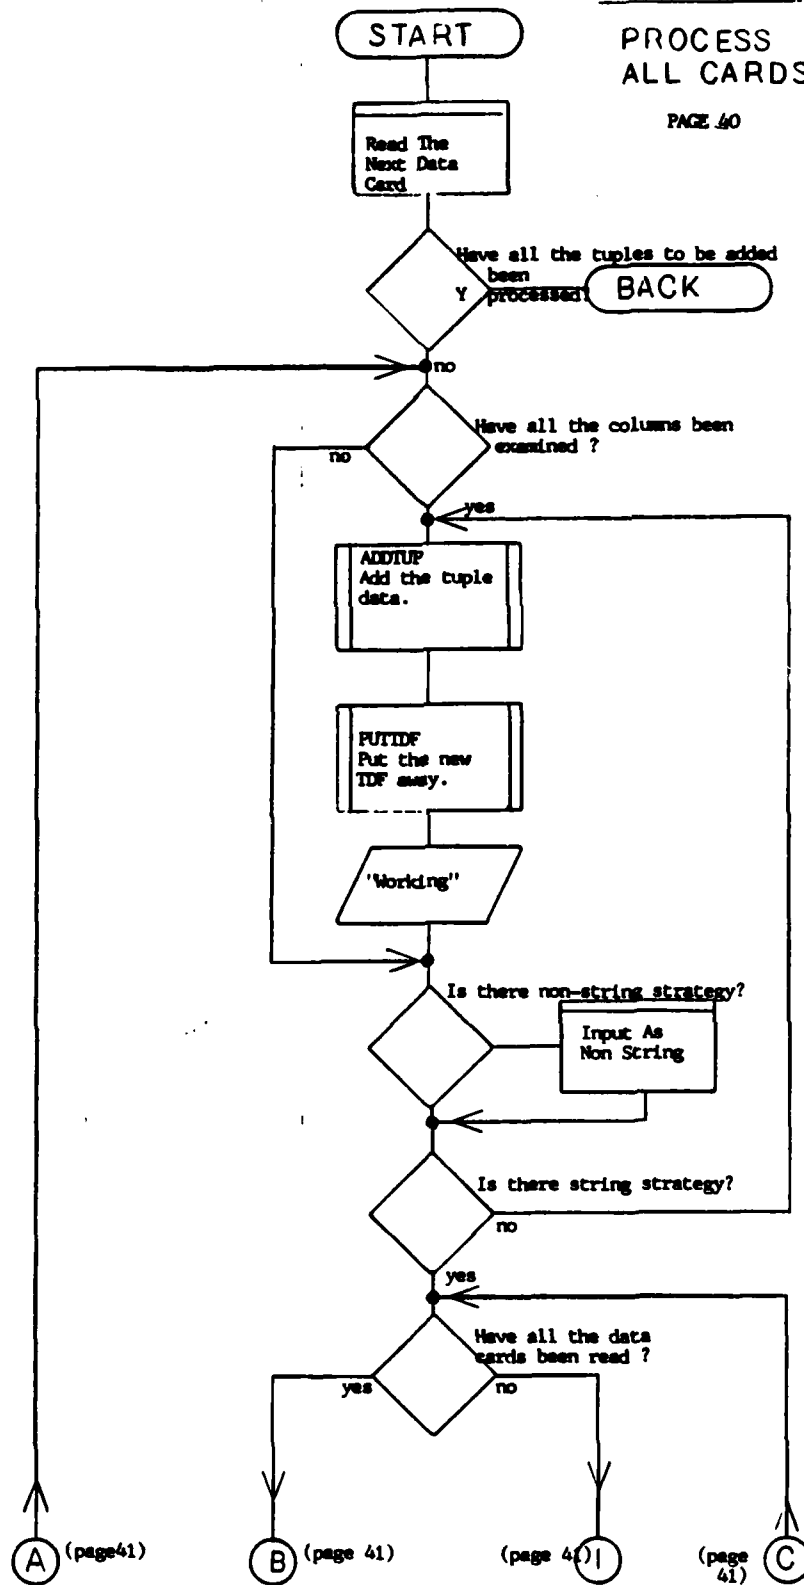 START
PROCESS
ALL CARDS
PAGE 40
Read The
Next Data
Card
Have all the tuples to be added
been
Y processed?
BACK
no
Have all the columns been
examined ?
no
yes
ADDTUP
Add the tuple
data.
PUTTDF
Put the new
TDF away.
"Working"
Is there non-string strategy?
Input As
Non String
Is there string strategy?
no
yes
Have all the data
cards been read ?
yes
no
A (page41)
B (page 41)
(page 41) 1
(page
41)
C